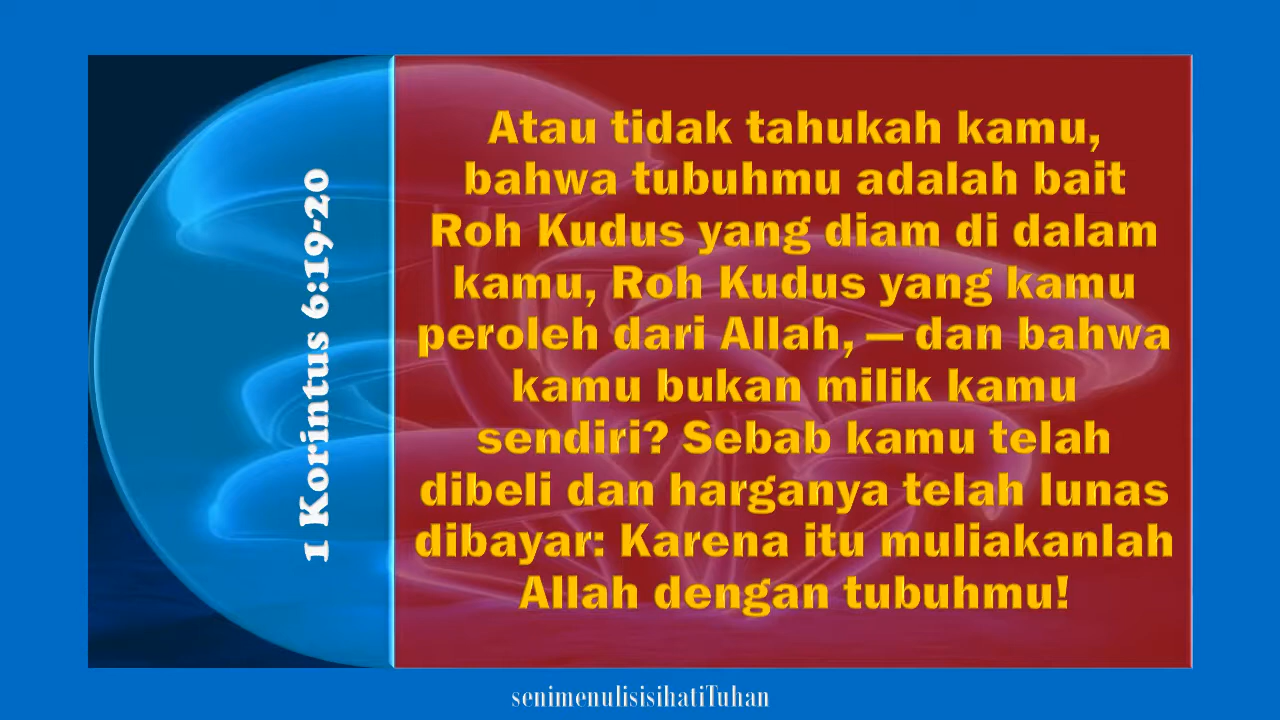 1 Korintus 6:19-20
Atau tidak tahukah kamu,
bahwa tubuhmu adalah bait
Roh Kudus yang diam di dalam
kamu, Roh Kudus yang kamu
peroleh dari Allah, — dan bahwa
kamu bukan milik kamu
sendiri? Sebab kamu telah
dibeli dan harganya telah lunas
dibayar: Karena itu muliakanlah
Allah dengan tubuhmu!
senimenulisisihatiTuhan